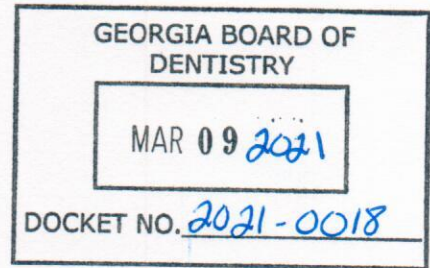 GEORGIA BOARD OF
DENTISTRY
MAR 09 2021
DOCKET NO. 2021-0018